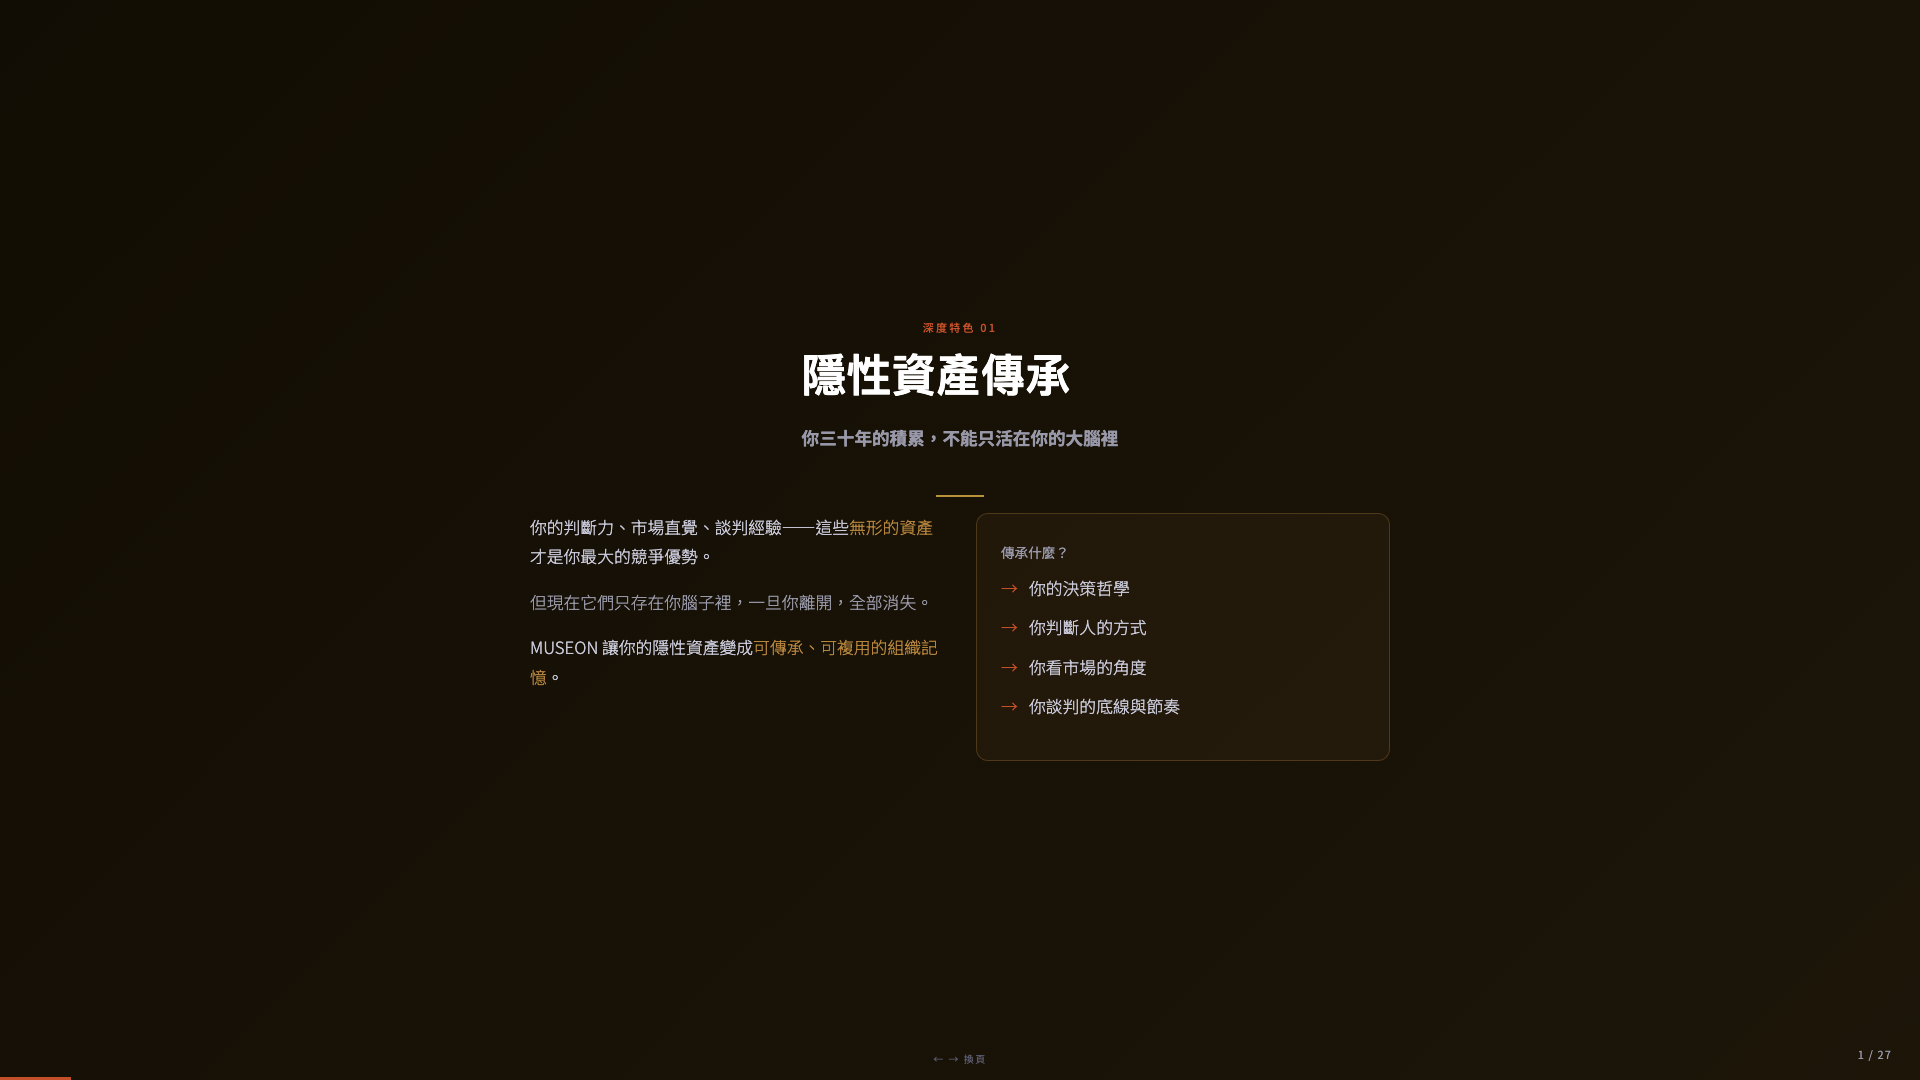 深度特色 01
隱性資產傳承
你三十年的積累，不能只活在你的大腦裡
你的判斷力、市場直覺、談判經驗——這些無形的資產
才是你最大的競爭優勢。
但現在它們只存在你腦子裡，一旦你離開，全部消失。
MUSEON 讓你的隱性資產變成可傳承、可複用的組織記
憶。
傳承什麼？
→ 你的決策哲學
→ 你判斷人的方式
→ 你看市場的角度
→ 你談判的底線與節奏
← → 換頁
1 / 27